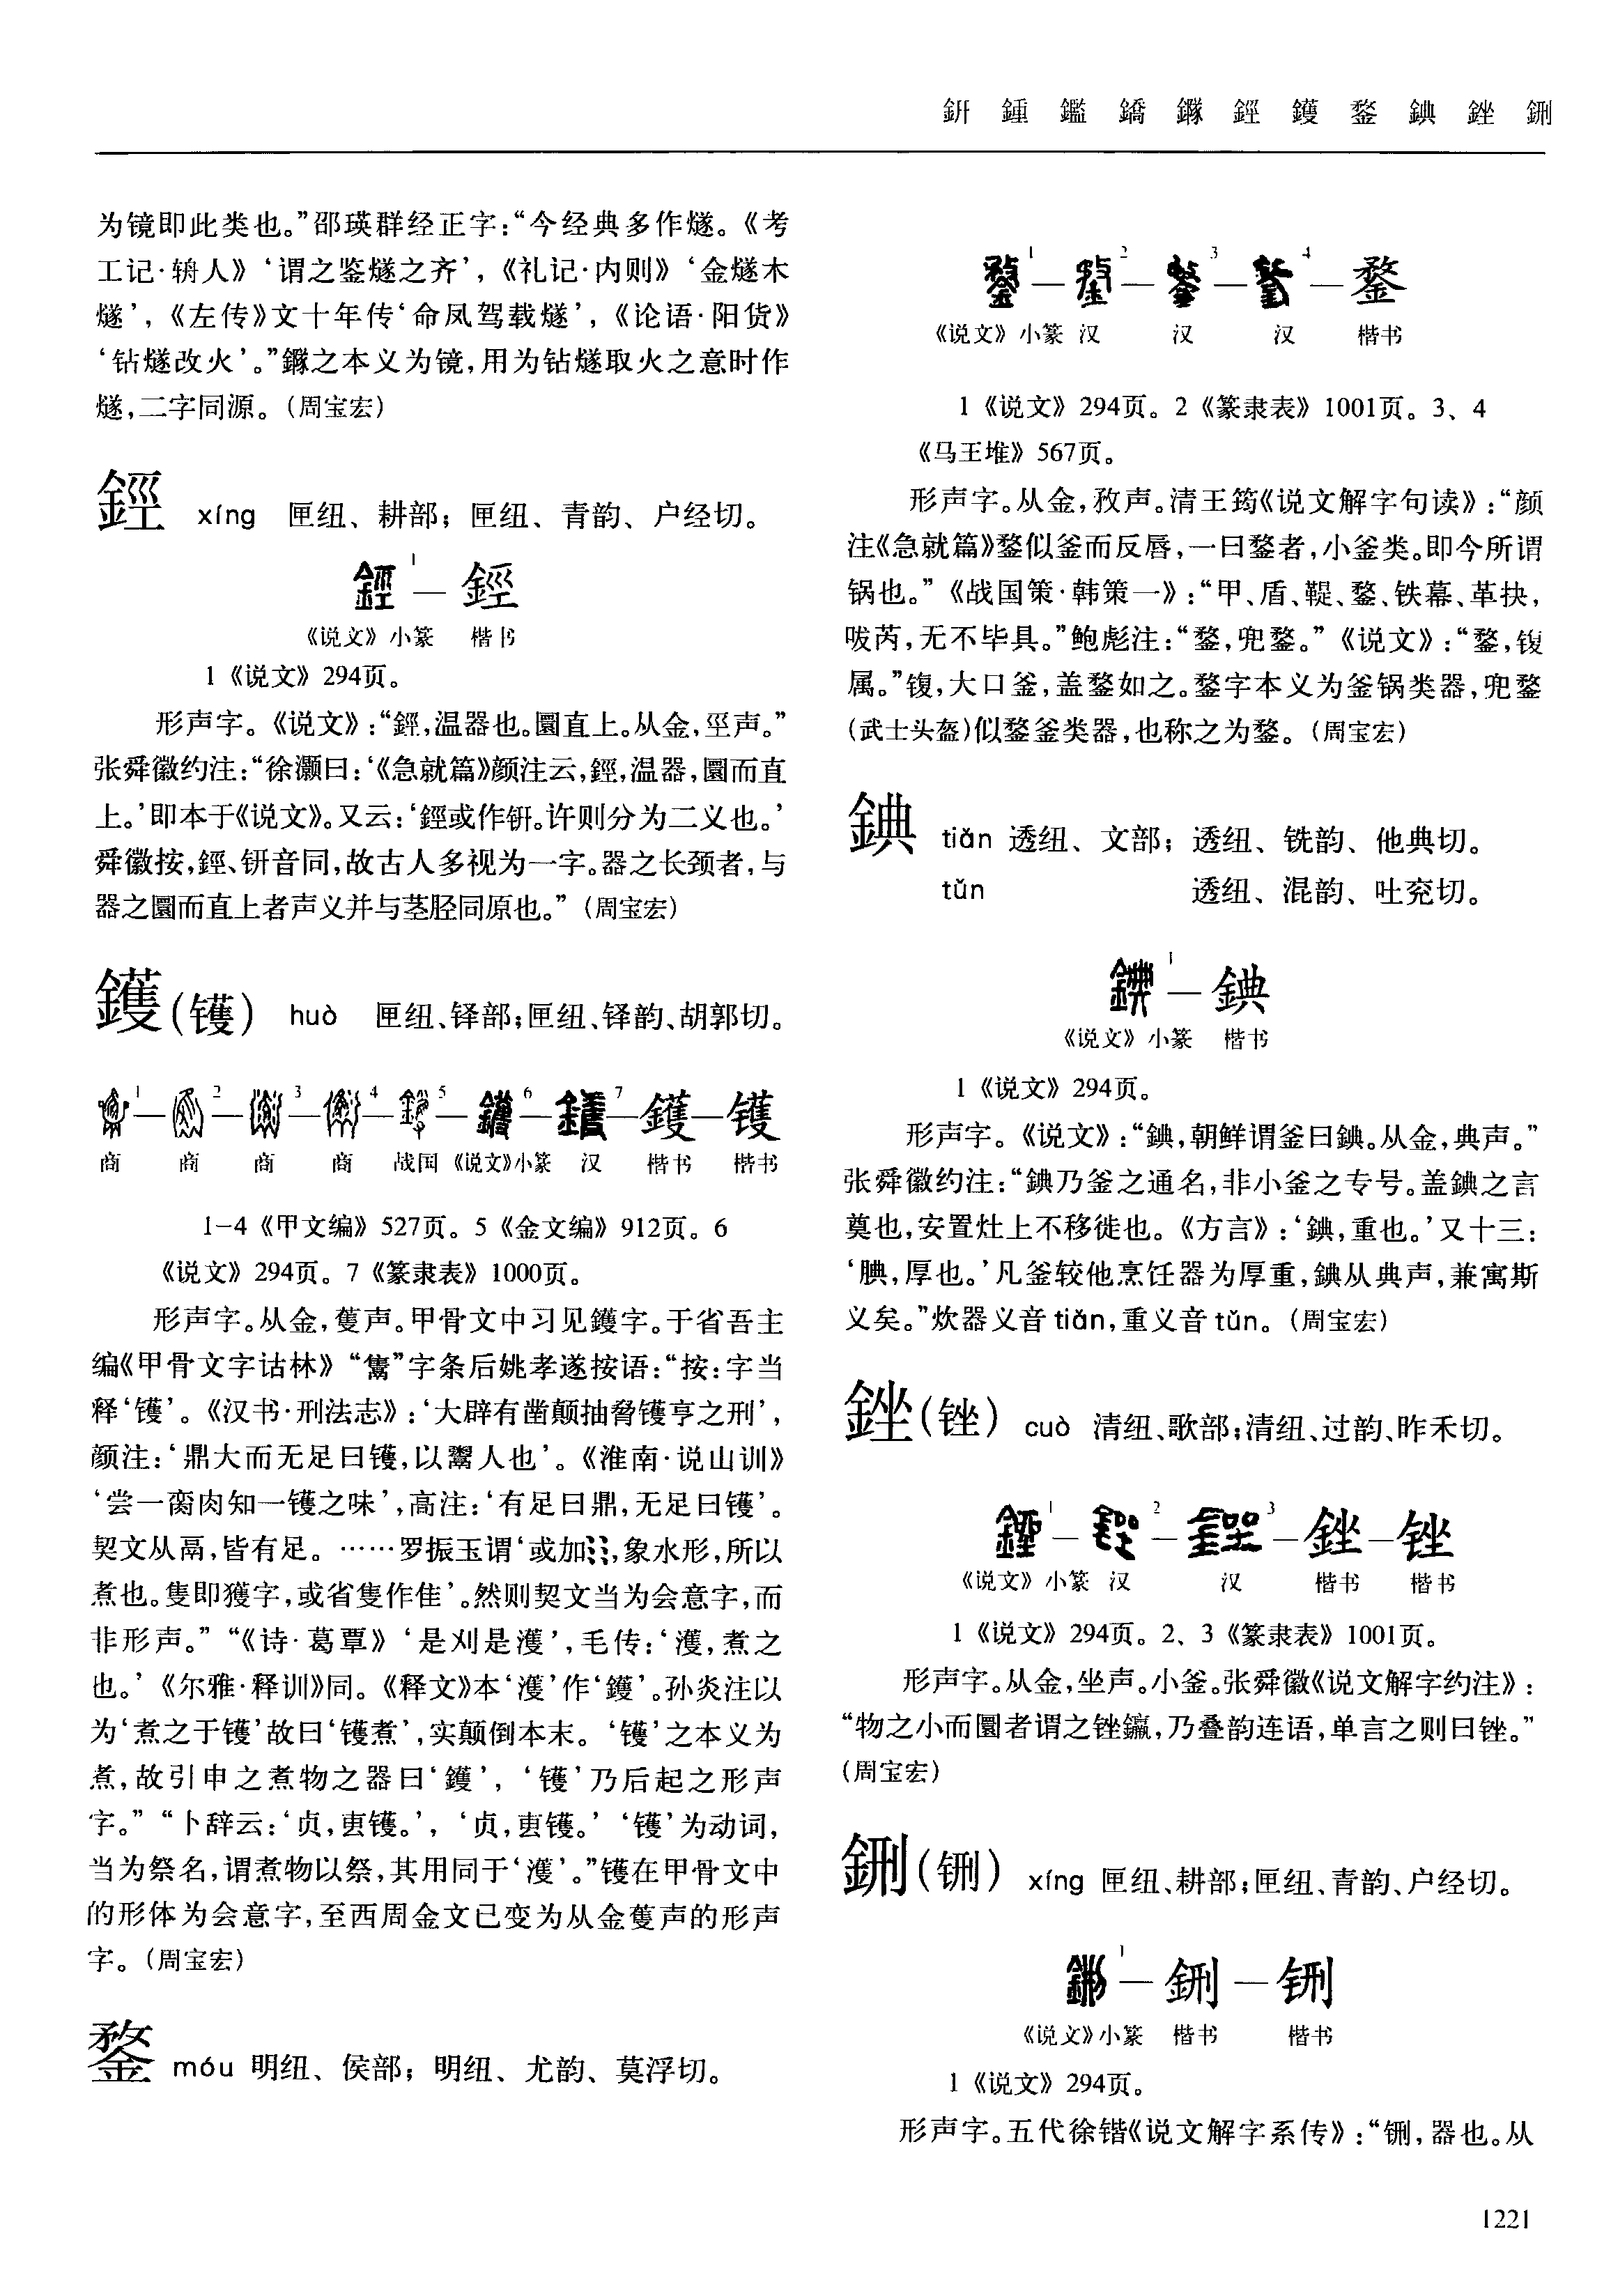 鈃 鍾 鑑 鐈 鐆 鋞 鑊 鍪 錪 銼 鉶
为镜即此类也。”邵瑛群经正字：“今经典多作燧。《考
工记·辀人》‘谓之鉴燧之齐’，《礼记·内则》‘金燧木
燧’，《左传》文十年传‘命夙驾载燧’，《论语·阳货》
‘钻燧改火’。”鐆之本义为镜，用为钻燧取火之意时作
燧，二字同源。（周宝宏）
鋞 xíng 匣纽、耕部；匣纽、青韵、户经切。
1 — 鋞
《说文》小篆 楷书
1《说文》294页。
形声字。《说文》：“鋞，温器也。圜直上。从金，巠声。”
张舜徽约注：“徐灏曰：‘《急就篇》颜注云，鋞，温器，圜而直
上。’即本于《说文》。又云：‘鋞或作鈃。许则分为二义也。’
舜徽按，鋞、钘音同，故古人多视为一字。器之长颈者，与
器之圜而直上者声义并与茎胫同原也。”（周宝宏）
鑊（镬） huò 匣纽、铎部；匣纽、铎韵、胡郭切。
1 — 2 — 3 — 4 — 5 — 6 — 7 — 鑊 — 镬
商 商 商 商 战国 《说文》小篆 汉 楷书 楷书
1-4《甲文编》527页。5《金文编》912页。6
《说文》294页。7《篆隶表》1000页。
形声字。从金，蒦声。甲骨文中习见鑊字。于省吾主
编《甲骨文字诂林》“”字条后姚孝遂按语：“按：字当
释‘镬’。《汉书·刑法志》：‘大辟有凿颠抽脅镬亨之刑’，
颜注：‘鼎大而无足曰镬，以鬻人也’。《淮南·说山训》
‘尝一脔肉知一镬之味’，高注：‘有足曰鼎，无足曰镬’。
契文从鬲，皆有足。……罗振玉谓‘或加，象水形，所以
煮也。隻即獲字，或省隻作隹’。然则契文当为会意字，而
非形声。”“《诗·葛覃》‘是刈是濩’，毛传：‘濩，煮之
也。’《尔雅·释训》同。《释文》本‘濩’作‘鑊’。孙炎注以
为‘煮之于镬’故曰‘镬煮’，实颠倒本末。‘镬’之本义为
煮，故引申之煮物之器曰‘鑊’，‘镬’乃后起之形声
字。”“卜辞云：‘贞，叀镬。’，‘贞，叀镬。’‘镬’为动词，
当为祭名，谓煮物以祭，其用同于‘濩’。”镬在甲骨文中
的形体为会意字，至西周金文已变为从金蒦声的形声
字。（周宝宏）
鍪 móu 明纽、侯部；明纽、尤韵、莫浮切。
1 — 2 — 3 — 4 — 鍪
《说文》小篆 汉 汉 汉 楷书
1《说文》294页。2《篆隶表》1001页。3、4
《马王堆》567页。
形声字。从金，敄声。清王筠《说文解字句读》：“颜
注《急就篇》鍪似釜而反唇，一曰鍪者，小釜类。即今所谓
锅也。”《战国策·韩策一》：“甲、盾、鞮、鍪、铁幕、革抉，
㕹芮，无不毕具。”鲍彪注：“鍪，兜鍪。”《说文》：“鍪，鍑
属。”鍑，大口釜，盖鍪如之。鍪字本义为釜锅类器，兜鍪
（武士头盔）似鍪釜类器，也称之为鍪。（周宝宏）
錪 tiǎn 透纽、文部；透纽、铣韵、他典切。
tǔn 透纽、混韵、吐兖切。
1 — 錪
《说文》小篆 楷书
1《说文》294页。
形声字。《说文》：“錪，朝鲜谓釜曰錪。从金，典声。”
张舜徽约注：“錪乃釜之通名，非小釜之专号。盖錪之言
奠也，安置灶上不移徙也。《方言》：‘錪，重也。’又十三：
‘腆，厚也。’凡釜较他烹饪器为厚重，錪从典声，兼寓斯
义矣。”炊器义音tiǎn，重义音tǔn。（周宝宏）
銼（锉） cuò 清纽、歌部；清纽、过韵、昨禾切。
1 — 2 — 3 — 銼 — 锉
《说文》小篆 汉 汉 楷书 楷书
1《说文》294页。2、3《篆隶表》1001页。
形声字。从金，坐声。小釜。张舜徽《说文解字约注》：
“物之小而圜者谓之锉鑹，乃叠韵连语，单言之则曰锉。”
（周宝宏）
鉶（铏） xíng 匣纽、耕部；匣纽、青韵、户经切。
1 — 鉶 — 铏
《说文》小篆 楷书 楷书
1《说文》294页。
形声字。五代徐锴《说文解字系传》：“铏，器也。从
1221